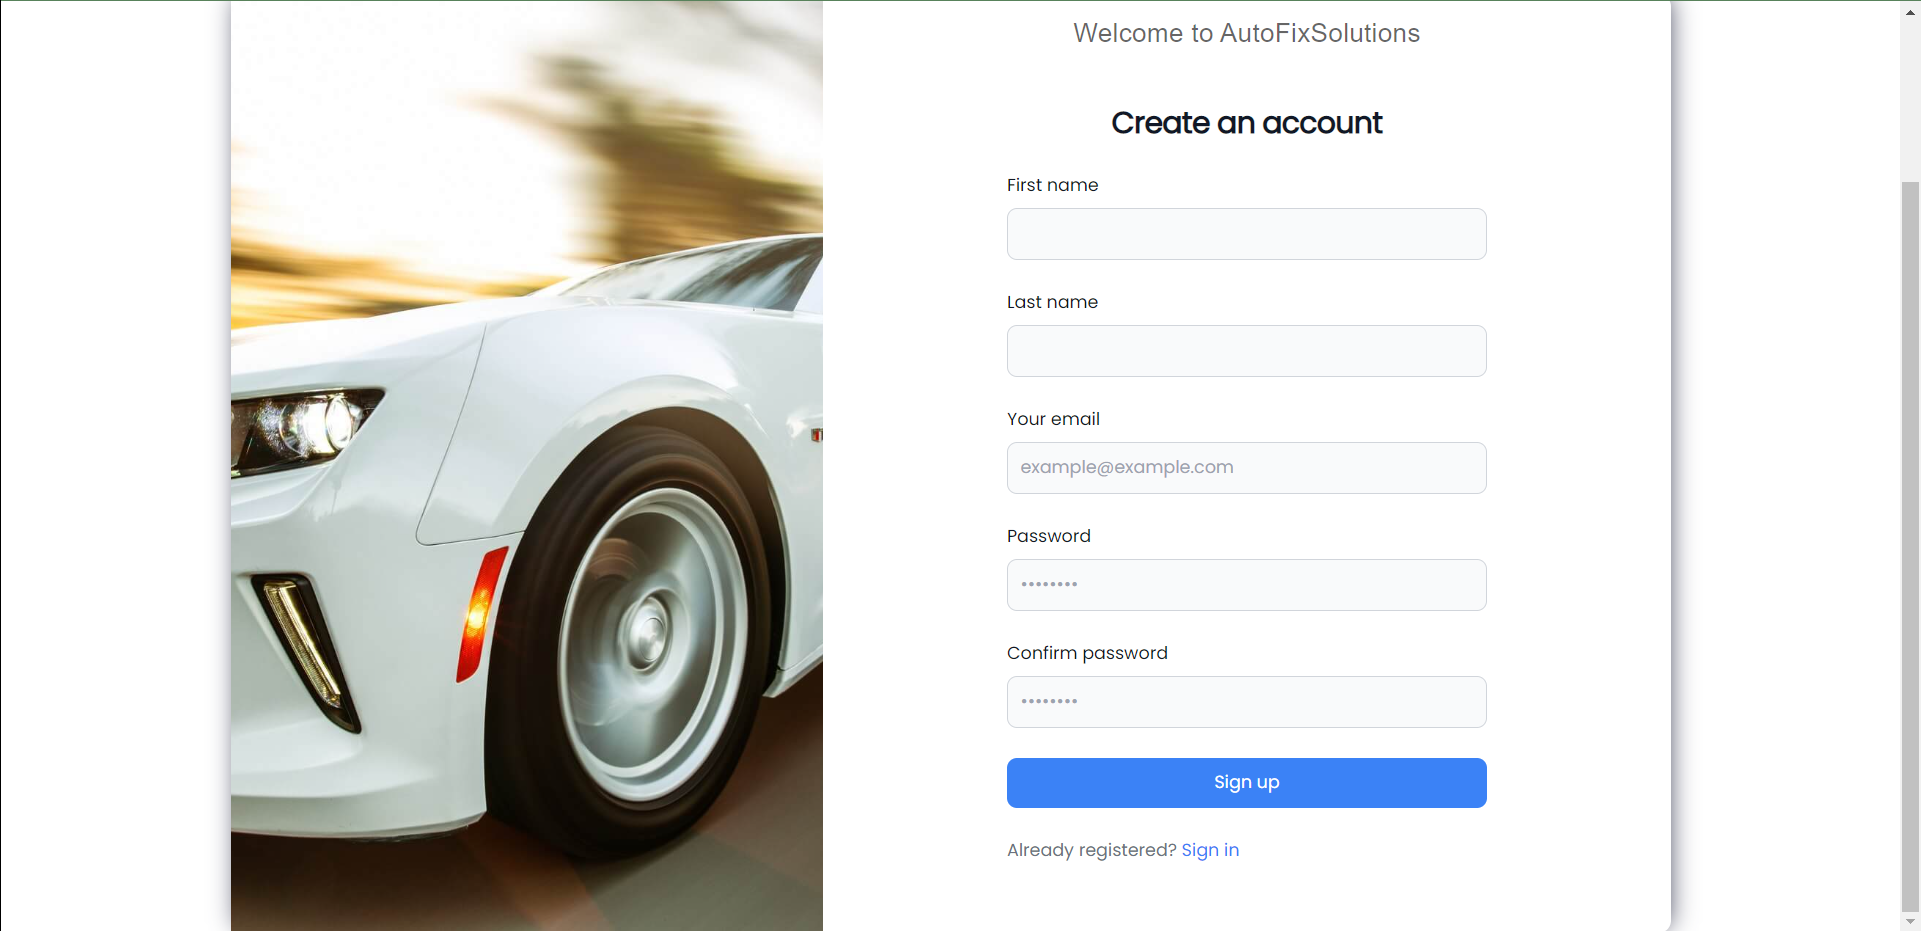 Welcome to AutoFixSolutions
Create an account
First name
Last name
Your email
example@example.com
Password
••••••••
Confirm password
••••••••
Sign up
Already registered? Sign in